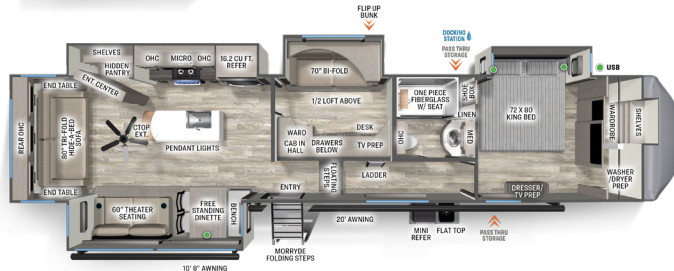 FLIP UP
BUNK
DOCKING
STATION
PASS THRU
STORAGE
USB
SHELVES
HIDDEN
PANTRY
OHC
MICRO
OHC
16.2 CU FT.
REFER
ENT. CENTER
END TABLE
REAR OHC
80" TRI-FOLD
HIDE-A-BED
SOFA
END TABLE
CTOP
EXT.
PENDANT LIGHTS
70" BI-FOLD
1/2 LOFT ABOVE
WARD
CAB IN
HALL
DESK
DRAWERS
BELOW
TV PREP
ONE PIECE
FIBERGLASS
W/ SEAT
SHOE
BOX
LINEN
OHC
MED
72 X 80
KING BED
WARDROBE
SHELVES
WASHER
/DRYER
PREP
DRESSER/
TV PREP
60" THEATER
SEATING
FREE
STANDING
DINETTE
BENCH
ENTRY
FLOATING
STEPS
LADDER
20' AWNING
MORRYDE
FOLDING STEPS
MINI
REFER
FLAT TOP
PASS THRU
STORAGE
10' 8" AWNING